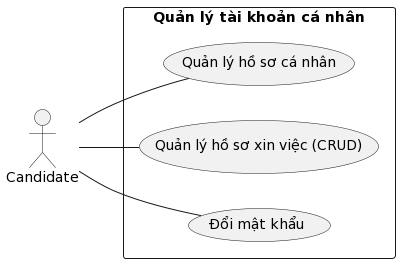 Quản lý tài khoản cá nhân
Quản lý hồ sơ cá nhân
Quản lý hồ sơ xin việc (CRUD)
Candidate
Đổi mật khẩu